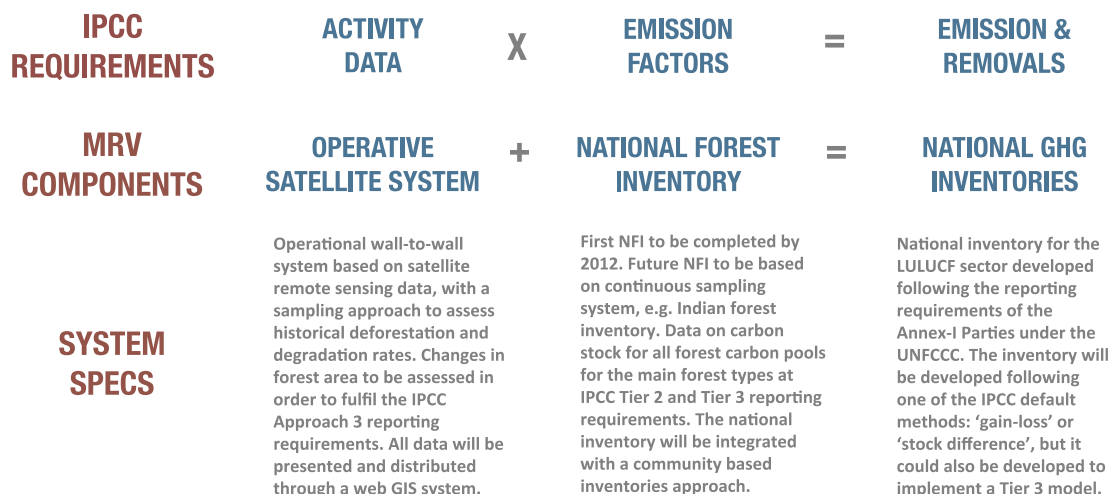 IPCC
REQUIREMENTS
ACTIVITY
DATA
X
EMISSION
FACTORS
=
EMISSION &
REMOVALS
MRV
COMPONENTS
OPERATIVE
SATELLITE SYSTEM
+
NATIONAL FOREST
INVENTORY
=
NATIONAL GHG
INVENTORIES
SYSTEM
SPECS
Operational wall-to-wall
system based on satellite
remote sensing data, with a
sampling approach to assess
historical deforestation and
degradation rates. Changes in
forest area to be assessed in
order to fulfil the IPCC
Approach 3 reporting
requirements. All data will be
presented and distributed
through a web GIS system.
First NFI to be completed by
2012. Future NFI to be based
on continuous sampling
system, e.g. Indian forest
inventory. Data on carbon
stock for all forest carbon pools
for the main forest types at
IPCC Tier 2 and Tier 3 reporting
requirements. The national
inventory will be integrated
with a community based
inventories approach.
National inventory for the
LULUCF sector developed
following the reporting
requirements of the
Annex-I Parties under the
UNFCCC. The inventory will
be developed following
one of the IPCC default
methods: ‘gain-loss’ or
‘stock difference’, but it
could also be developed to
implement a Tier 3 model.